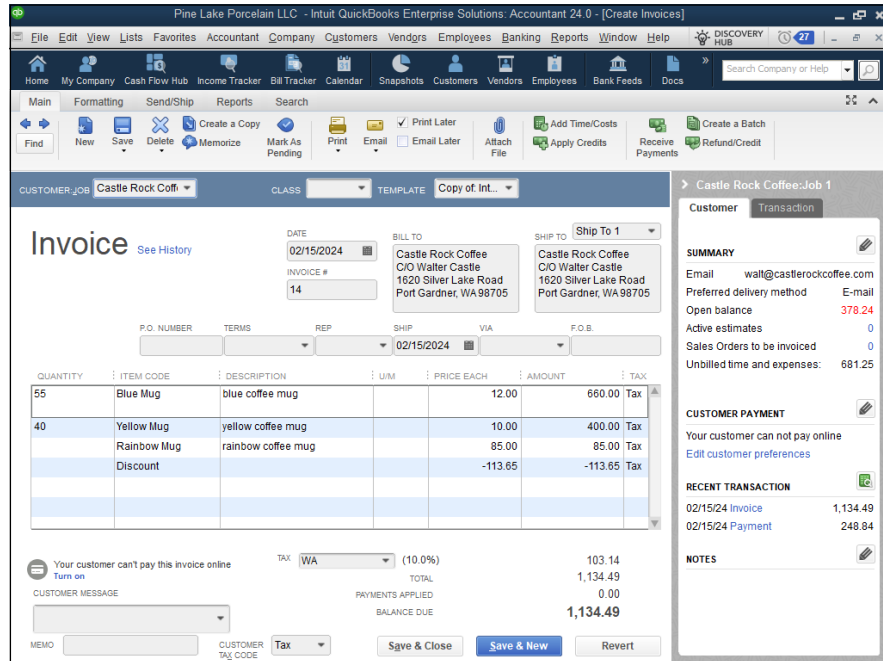 qb Pine Lake Porcelain LLC - Intuit QuickBooks Enterprise Solutions: Accountant 24.0 - [Create Invoices]
File Edit View Lists Favorites Accountant Company Customers Vendors Employees Banking Reports Window Help DISCOVERY HUB 27
Home My Company Cash Flow Hub Income Tracker Bill Tracker Calendar Snapshots Customers Vendors Employees Bank Feeds Docs » Search Company or Help
Main Formatting Send/Ship Reports Search
Find New Save Delete Create a Copy Memorize Mark As Pending Print Email Print Later Email Later Attach File Add Time/Costs Apply Credits Receive Payments Create a Batch Refund/Credit
CUSTOMER:JOB Castle Rock Coff CLASS TEMPLATE Copy of: Int...
Invoice See History
DATE
02/15/2024
INVOICE #
14
BILL TO
Castle Rock Coffee
C/O Walter Castle
1620 Silver Lake Road
Port Gardner, WA 98705
SHIP TO Ship To 1
Castle Rock Coffee
C/O Walter Castle
1620 Silver Lake Road
Port Gardner, WA 98705
P.O. NUMBER TERMS REP SHIP VIA F.O.B.
02/15/2024
QUANTITY ITEM CODE DESCRIPTION U/M PRICE EACH AMOUNT TAX
55 Blue Mug blue coffee mug 12.00 660.00 Tax
40 Yellow Mug yellow coffee mug 10.00 400.00 Tax
Rainbow Mug rainbow coffee mug 85.00 85.00 Tax
Discount -113.65 -113.65 Tax
Your customer can't pay this invoice online
Turn on
TAX WA (10.0%) 103.14
TOTAL 1,134.49
PAYMENTS APPLIED 0.00
BALANCE DUE 1,134.49
CUSTOMER MESSAGE
MEMO
CUSTOMER TAX CODE Tax
Save & Close Save & New Revert
Castle Rock Coffee:Job 1
Customer Transaction
SUMMARY
Email walt@castlerockcoffee.com
Preferred delivery method E-mail
Open balance 378.24
Active estimates 0
Sales Orders to be invoiced 0
Unbilled time and expenses: 681.25
CUSTOMER PAYMENT
Your customer can not pay online
Edit customer preferences
RECENT TRANSACTION
02/15/24 Invoice 1,134.49
02/15/24 Payment 248.84
NOTES